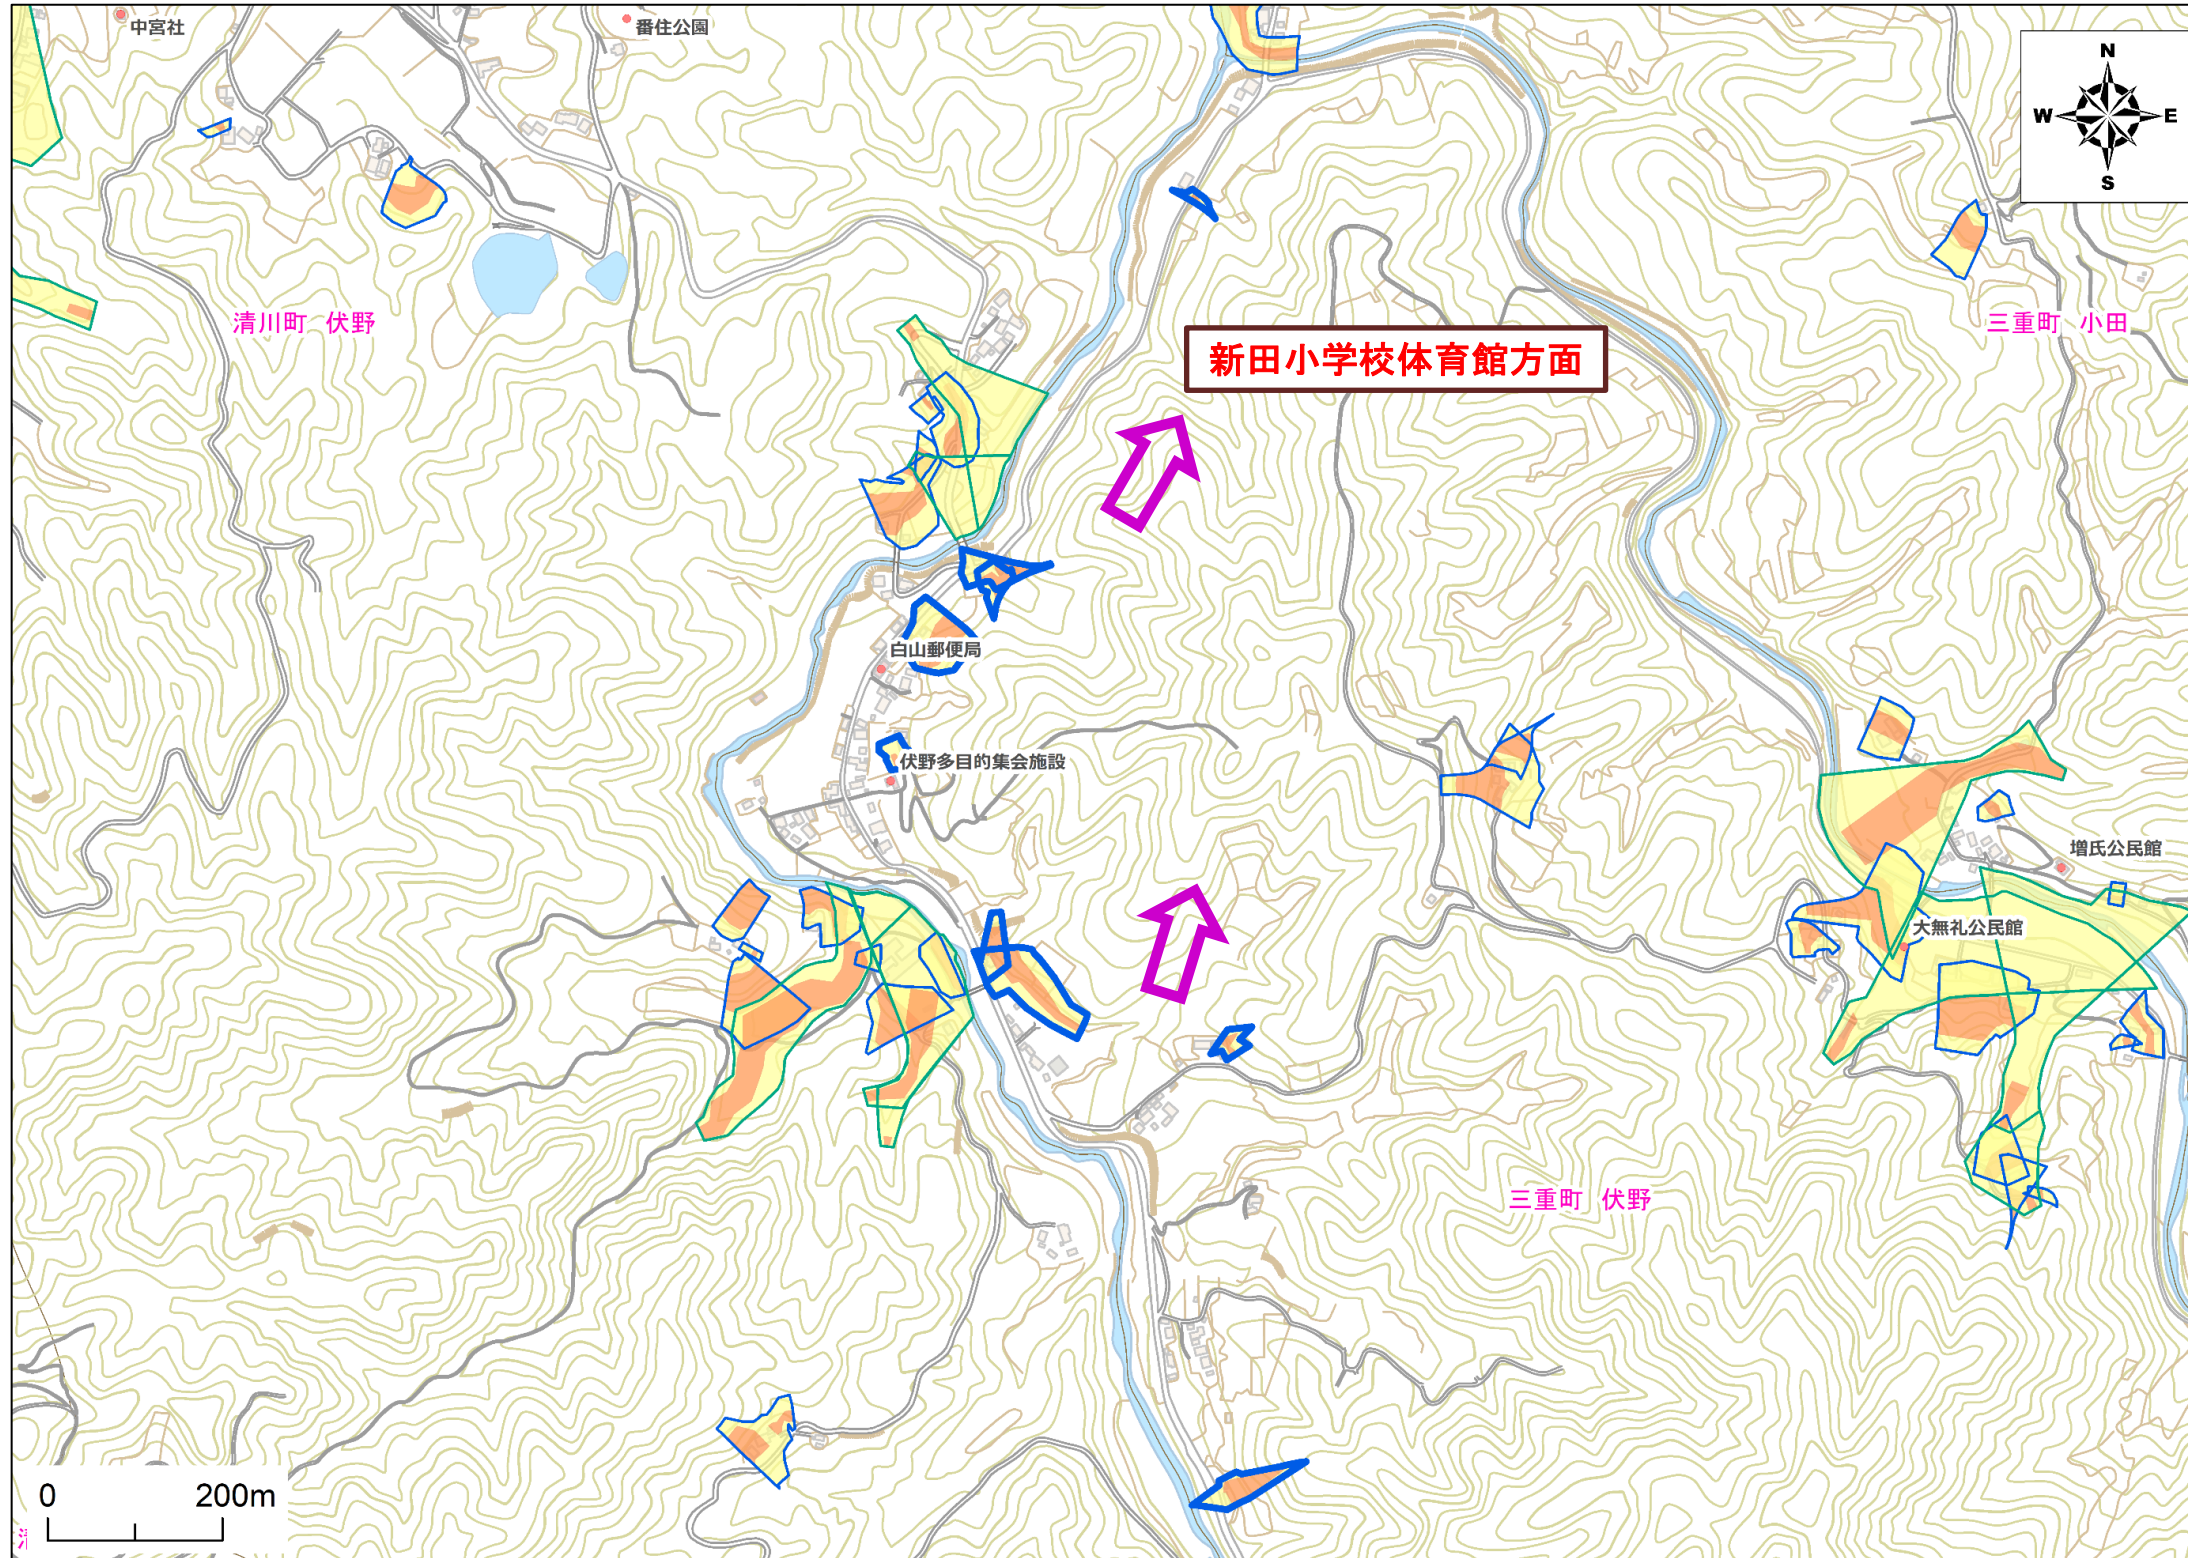 中宮社
番住公園
N
W E
S
清川町 伏野
三重町 小田
新田小学校体育館方面
白山郵便局
伏野多目的集会施設
増氏公民館
大無礼公民館
三重町 伏野
0 200m